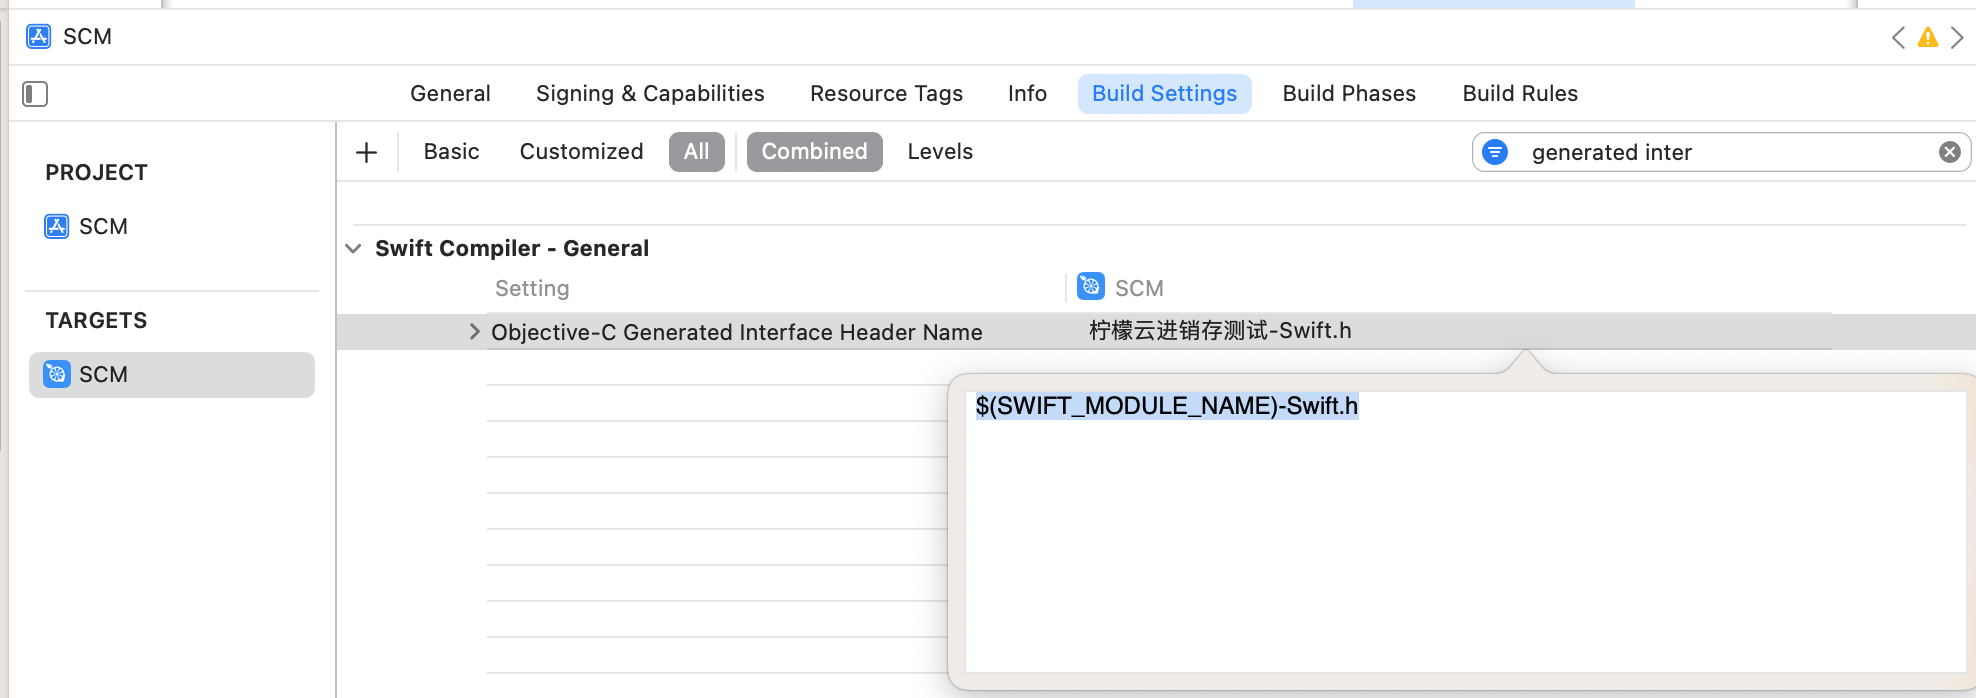 SCM
General Signing & Capabilities Resource Tags Info Build Settings Build Phases Build Rules
Basic Customized All Combined Levels generated inter
PROJECT
SCM
TARGETS
SCM
Swift Compiler - General
Setting SCM
Objective-C Generated Interface Header Name 柠檬云进销存测试-Swift.h
$(SWIFT_MODULE_NAME)-Swift.h